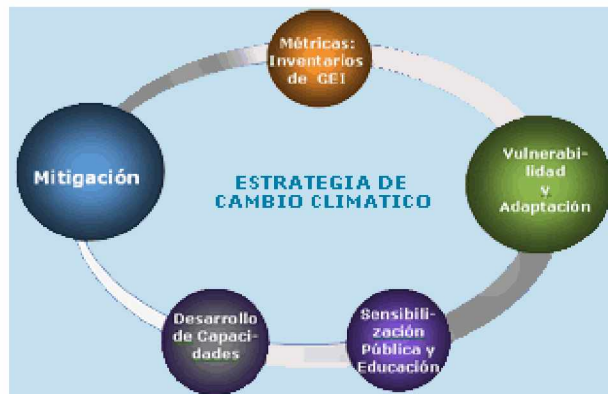 Métricas:
Inventarios
de GEI
Mitigación
Vulnerabi-
lidad
y
Adaptación
ESTRATEGIA DE
CAMBIO CLIMATICO
Desarrollo
de Capaci-
dades
Sensibili-
zación
Pública y
Educación